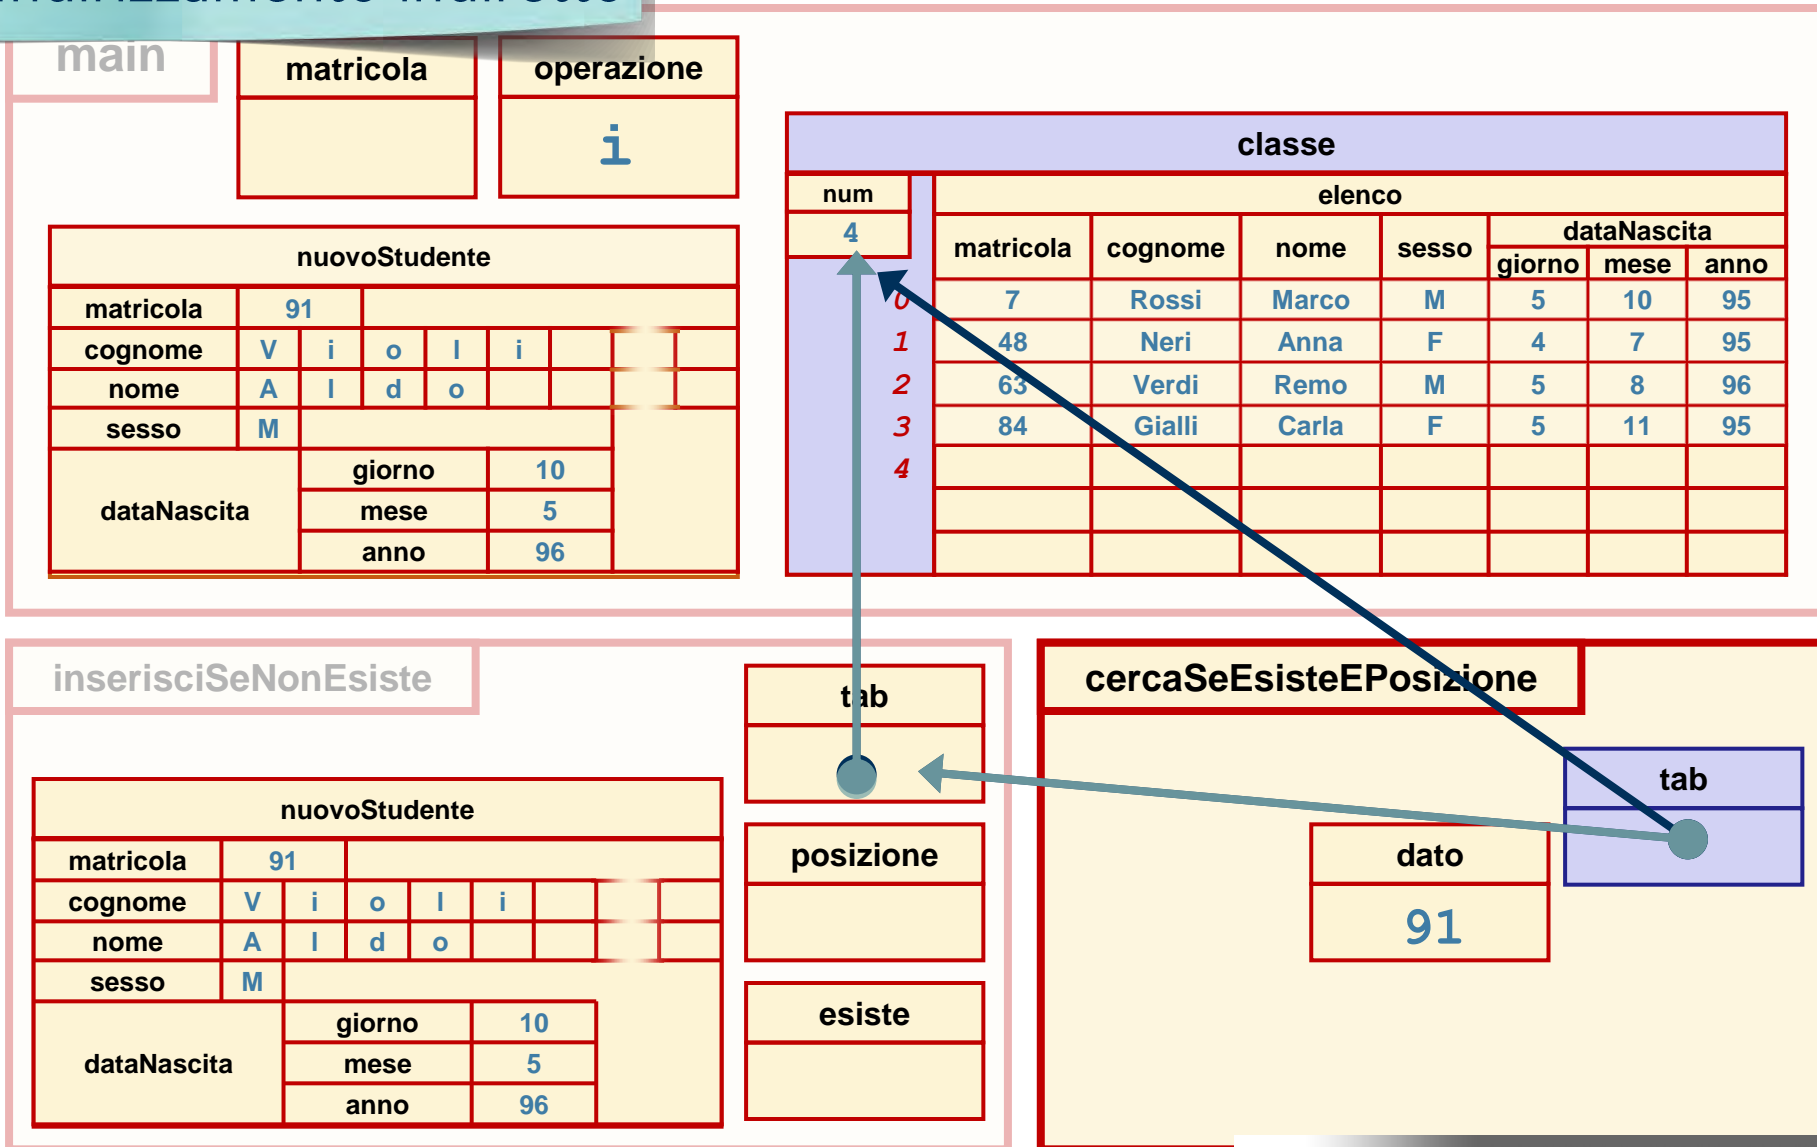 main
matricola
operazione
i
classe
num
elenco
4
matricola cognome nome sesso dataNascita
giorno mese anno
0 7 Rossi Marco M 5 10 95
1 48 Neri Anna F 4 7 95
2 63 Verdi Remo M 5 8 96
3 84 Gialli Carla F 5 11 95
4
nuovoStudente
matricola 91
cognome V i o l i
nome A l d o
sesso M
dataNascita
giorno 10
mese 5
anno 96
inserisciSeNonEsiste
tab
nuovoStudente
matricola 91
cognome V i o l i
nome A l d o
sesso M
dataNascita
giorno 10
mese 5
anno 96
posizione
esiste
cercaSeEsisteEPosizione
tab
dato
91